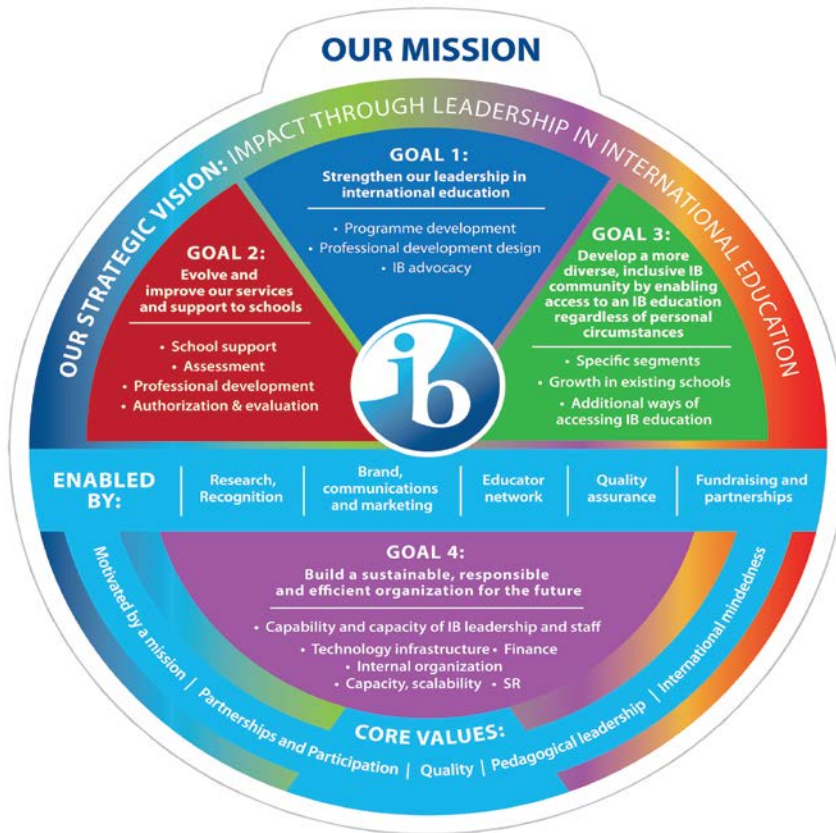 OUR MISSION
OUR STRATEGIC VISION: IMPACT THROUGH LEADERSHIP IN INTERNATIONAL EDUCATION
GOAL 1:
Strengthen our leadership in
international education
• Programme development
• Professional development design
• IB advocacy
GOAL 2:
Evolve and
improve our services
and support to schools
• School support
• Assessment
• Professional development
• Authorization & evaluation
GOAL 3:
Develop a more
diverse, inclusive IB
community by enabling
access to an IB education
regardless of personal
circumstances
• Specific segments
• Growth in existing schools
• Additional ways of
accessing IB education
ib
ENABLED
BY:
Research,
Recognition
Brand,
communications
and marketing
Educator
network
Quality
assurance
Fundraising and
partnerships
GOAL 4:
Build a sustainable, responsible
and efficient organization for the future
• Capability and capacity of IB leadership and staff
• Technology infrastructure • Finance
• Internal organization
• Capacity, scalability • SR
CORE VALUES:
Motivated by a mission | Partnerships and Participation | Quality | Pedagogical leadership | International mindedness